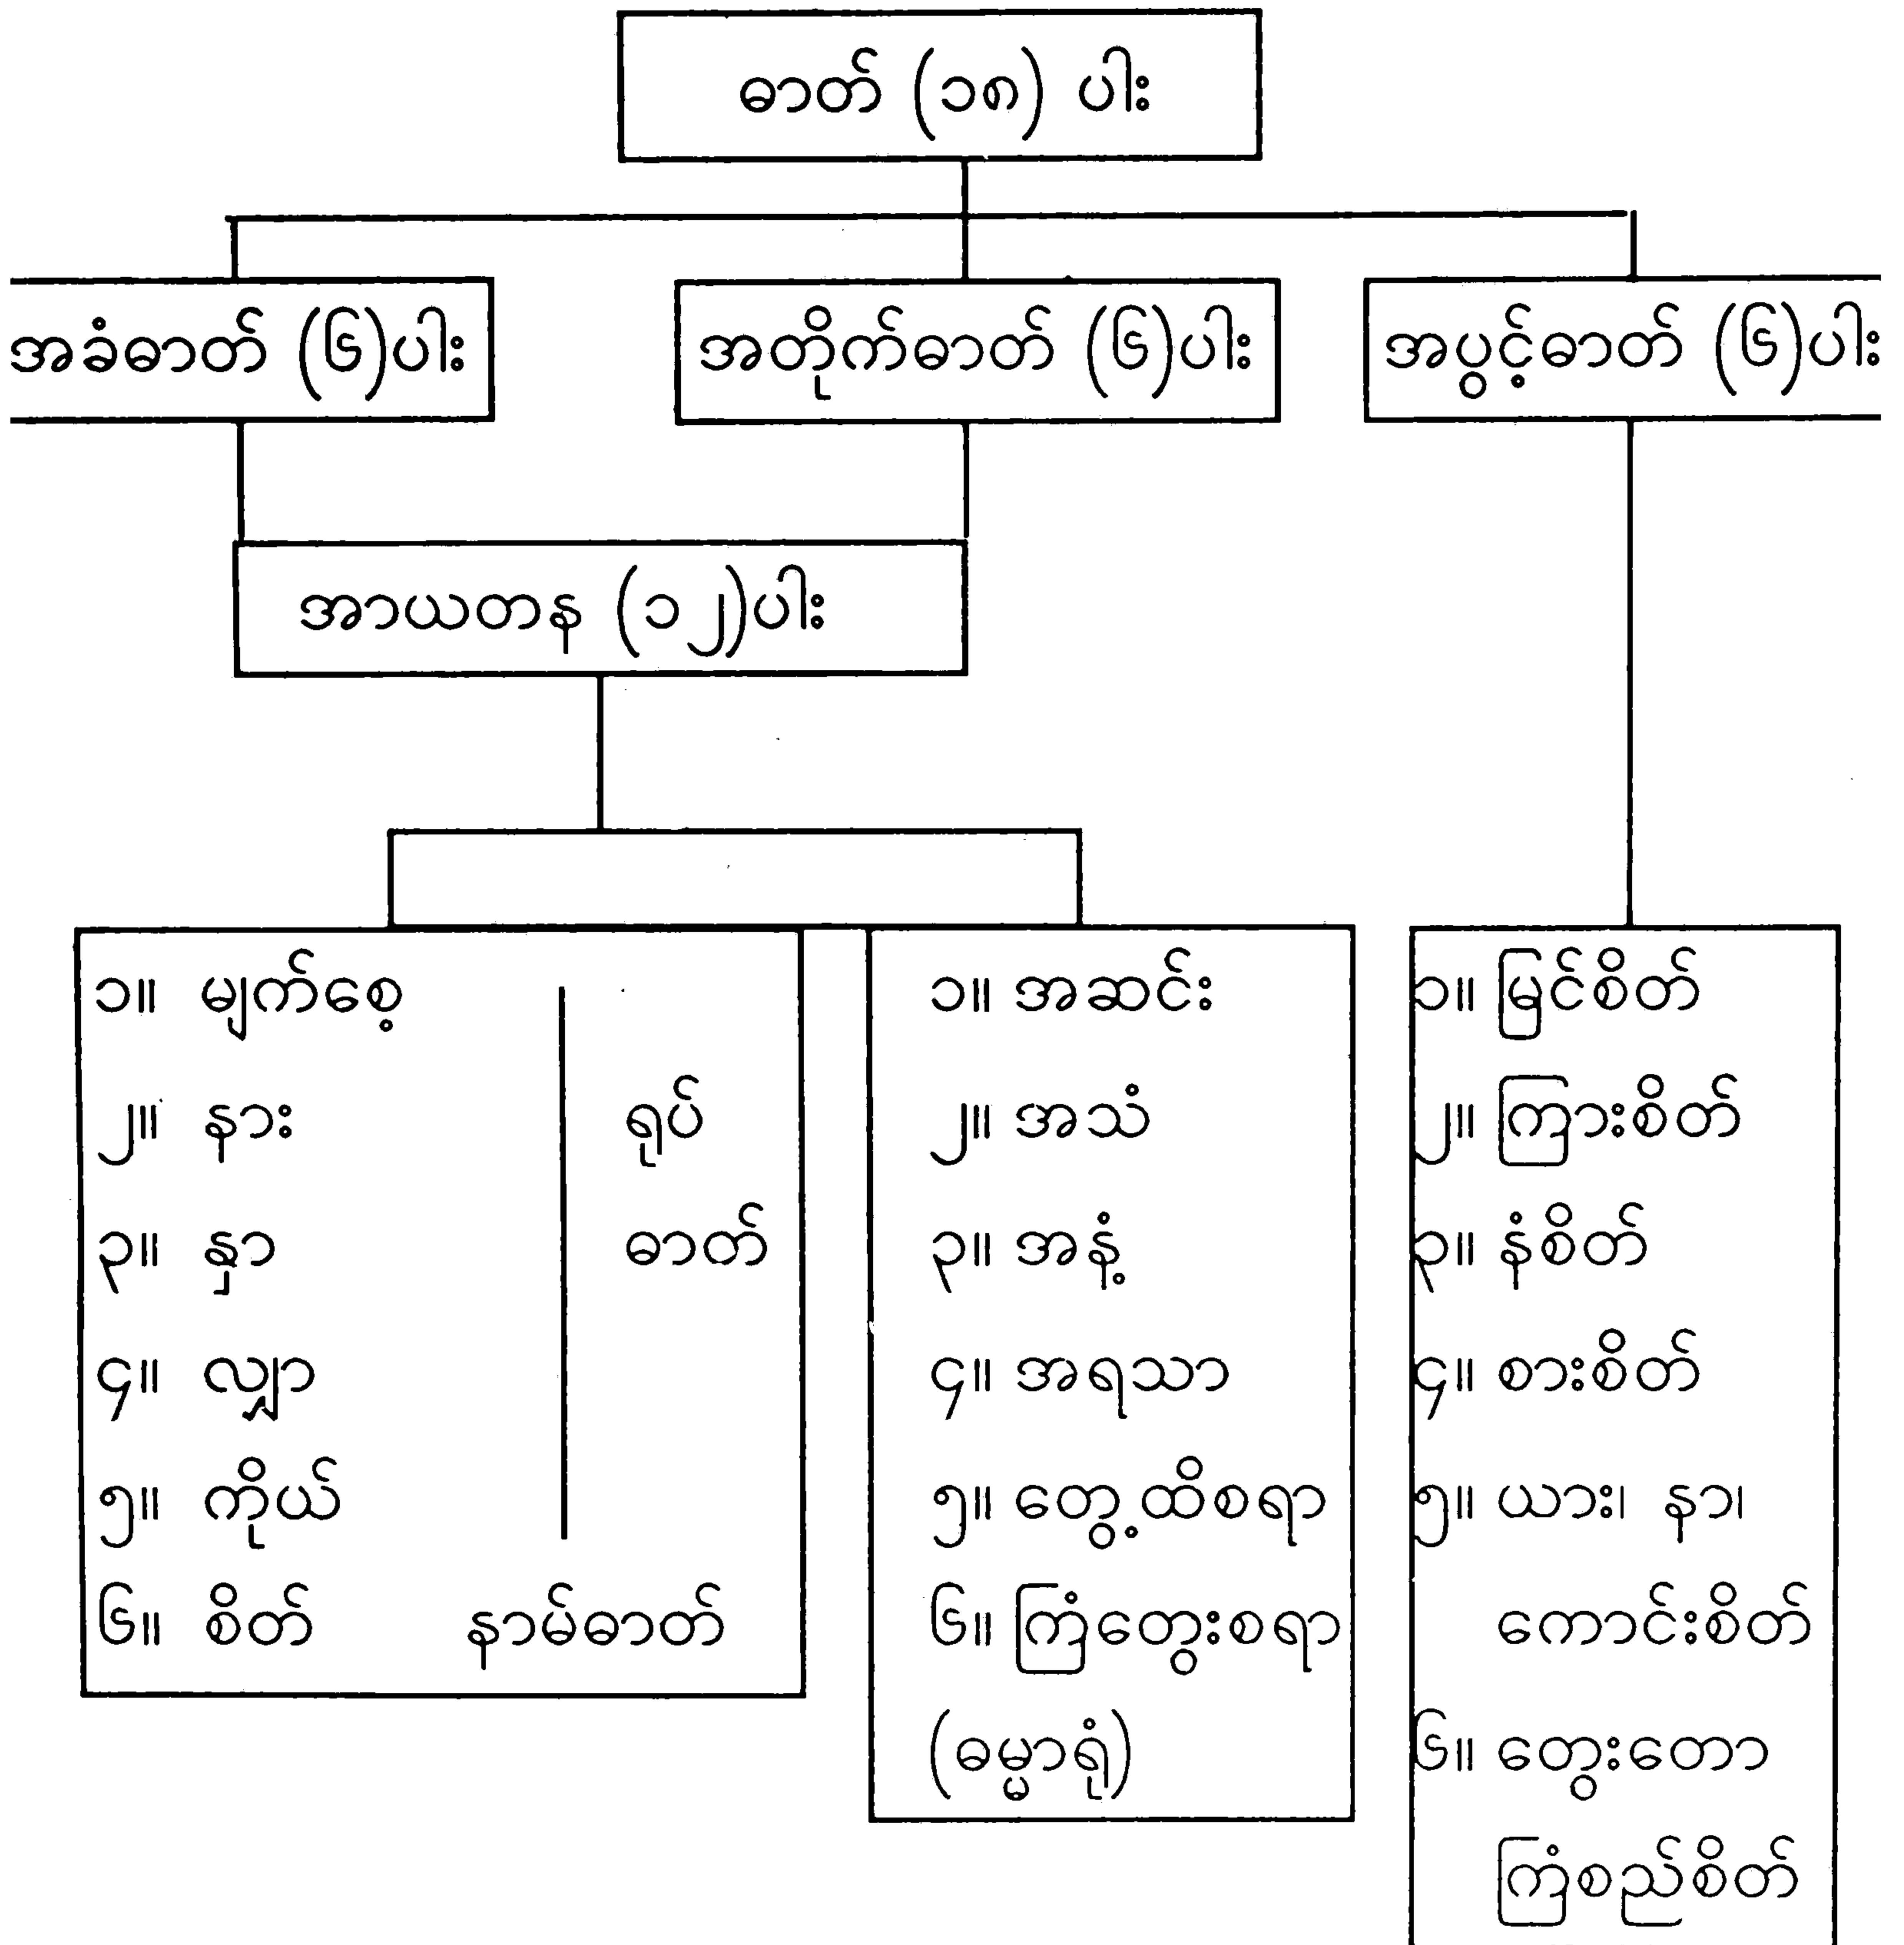 ဓာတ် (၁၈) ပါး
အခံဓာတ် (၆)ပါး
အတိုက်ဓာတ် (၆)ပါး
အပွင့်ဓာတ် (၆)ပါး
အာယတန (၁၂)ပါး
၁။ မျက်စေ့
၂။ နား
၃။ နှာ
၄။ လျှာ
၅။ ကိုယ်
ရုပ်
ဓာတ်
၆။ စိတ် နာမ်ဓာတ်
၁။ အဆင်း
၂။ အသံ
၃။ အနံ့
၄။ အရသာ
၅။ တွေ့ထိစရာ
၆။ ကြံတွေးစရာ
(ဓမ္မာရုံ)
၁။ မြင်စိတ်
၂။ ကြားစိတ်
၃။ နံစိတ်
၄။ စားစိတ်
၅။ ယား၊ နာ၊
ကောင်းစိတ်
၆။ တွေးတော
ကြံစည်စိတ်